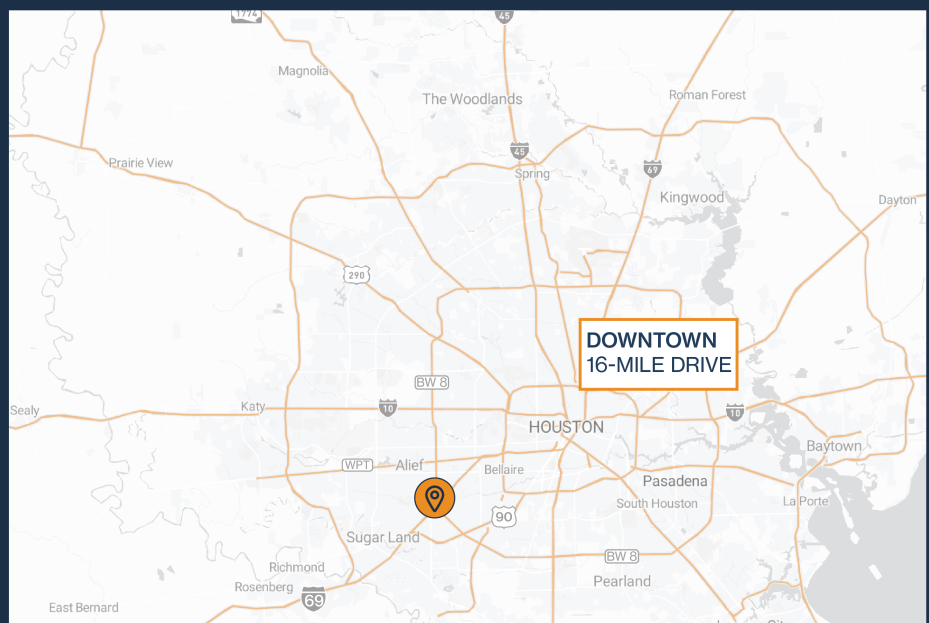 1774
45
Magnolia
The Woodlands
Roman Forest
45
Prairie View
69
Spring
Kingwood
Dayton
290
DOWNTOWN
16-MILE DRIVE
BW 8
Katy
10
Sealy
10
HOUSTON
Baytown
WPT
Alief
Bellaire
Pasadena
South Houston
La Porte
90
Sugar Land
BW 8
Richmond
Pearland
Rosenberg
69
East Bernard